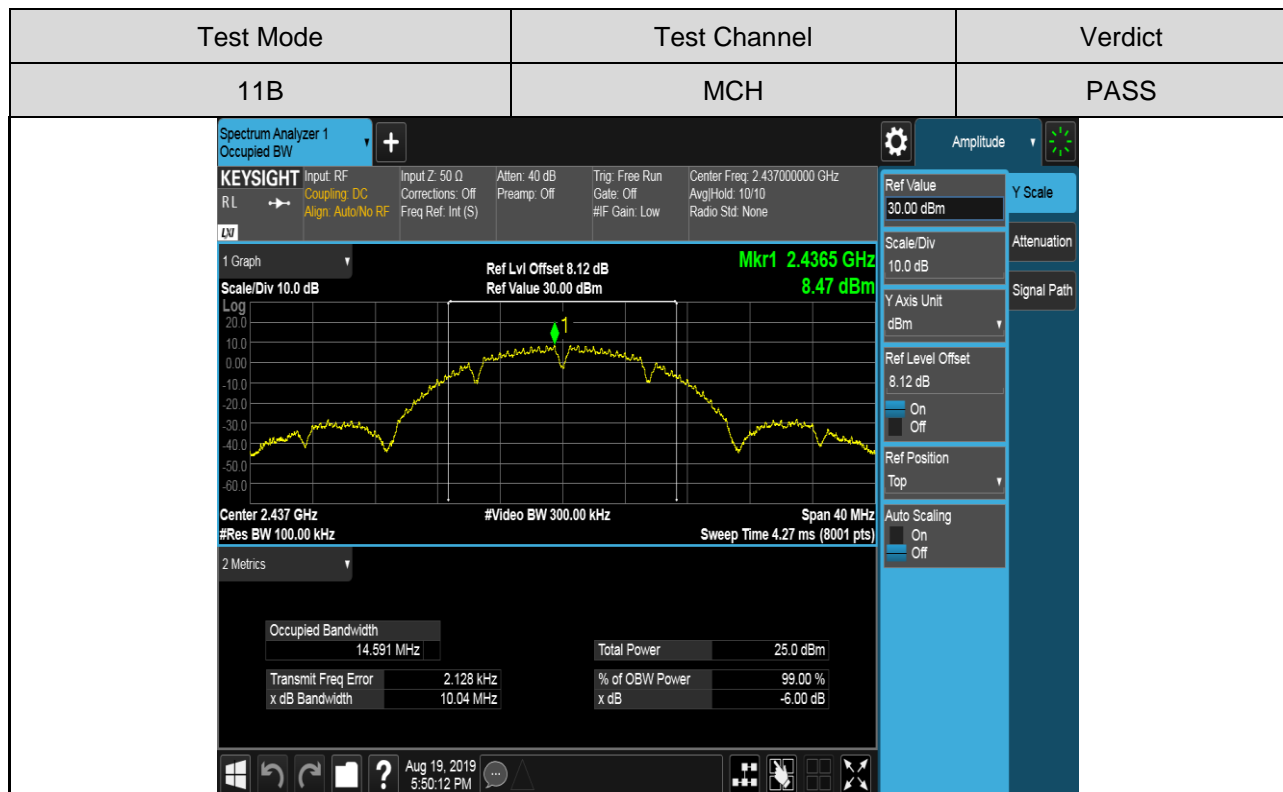 Test Mode Test Channel Verdict
11B MCH PASS
Spectrum Analyzer 1
Occupied BW
+
Amplitude
KEYSIGHT
RL
LXI
Input: RF
Coupling: DC
Align: Auto/No RF
Input Z: 50 Ω
Corrections: Off
Freq Ref: Int (S)
Atten: 40 dB
Preamp: Off
Trig: Free Run
Gate: Off
#IF Gain: Low
Center Freq: 2.437000000 GHz
Avg|Hold: 10/10
Radio Std: None
1 Graph
Scale/Div 10.0 dB
Ref Lvl Offset 8.12 dB
Ref Value 30.00 dBm
Mkr1 2.4365 GHz
8.47 dBm
Log
20.0
10.0
0.00
-10.0
-20.0
-30.0
-40.0
-50.0
-60.0
1
Center 2.437 GHz
#Res BW 100.00 kHz
#Video BW 300.00 kHz
Span 40 MHz
Sweep Time 4.27 ms (8001 pts)
2 Metrics
Occupied Bandwidth
14.591 MHz
Total Power 25.0 dBm
Transmit Freq Error 2.128 kHz
% of OBW Power 99.00 %
x dB Bandwidth 10.04 MHz
x dB -6.00 dB
Ref Value
30.00 dBm
Scale/Div
10.0 dB
Y Axis Unit
dBm
Ref Level Offset
8.12 dB
On
Off
Ref Position
Top
Auto Scaling
On
Off
Y Scale
Attenuation
Signal Path
?
Aug 19, 2019
5:50:12 PM